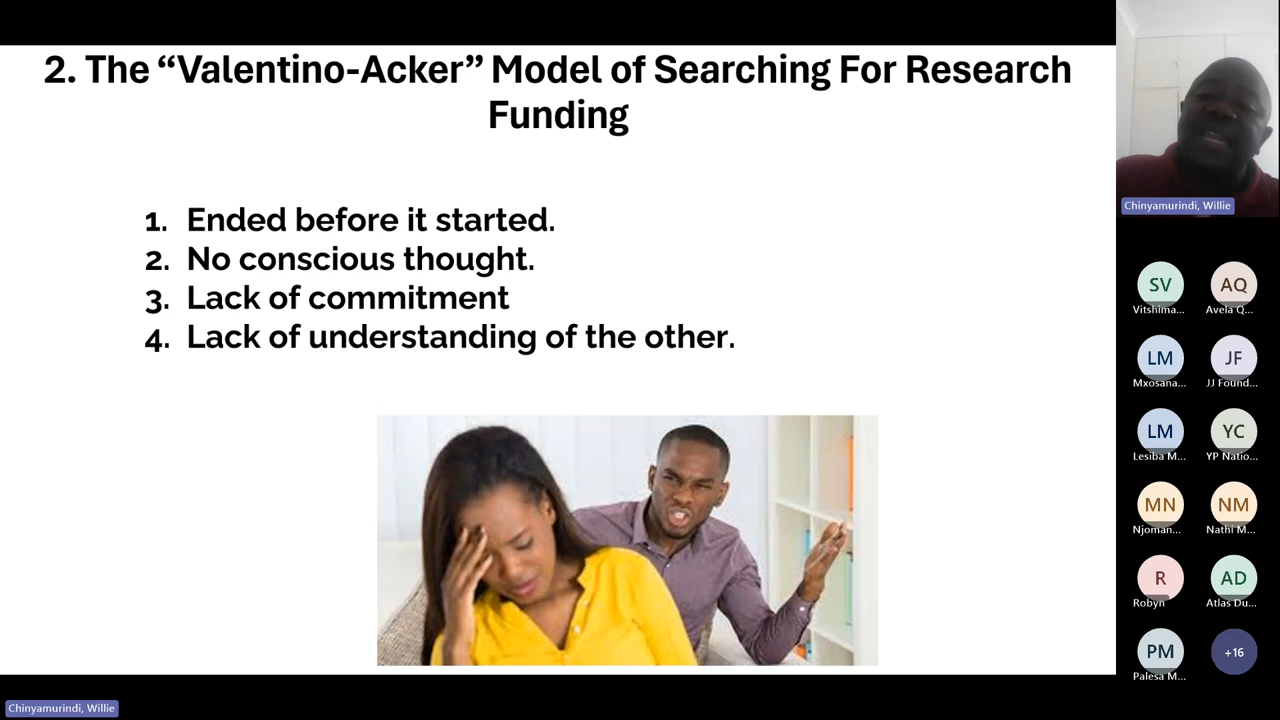 2. The “Valentino-Acker” Model of Searching For Research
Funding
1. Ended before it started.
2. No conscious thought.
3. Lack of commitment
4. Lack of understanding of the other.
Chinyamurindi, Willie
SV
AQ
Vitshima...
Avela Q...
LM
JF
Mxosana...
JJ Found...
LM
YC
Lesiba M...
YP Natio...
MN
NM
Njoman...
Nathi M...
R
AD
Robyn
Atlas Du...
PM
+16
Palesa M...
Chinyamurindi, Willie